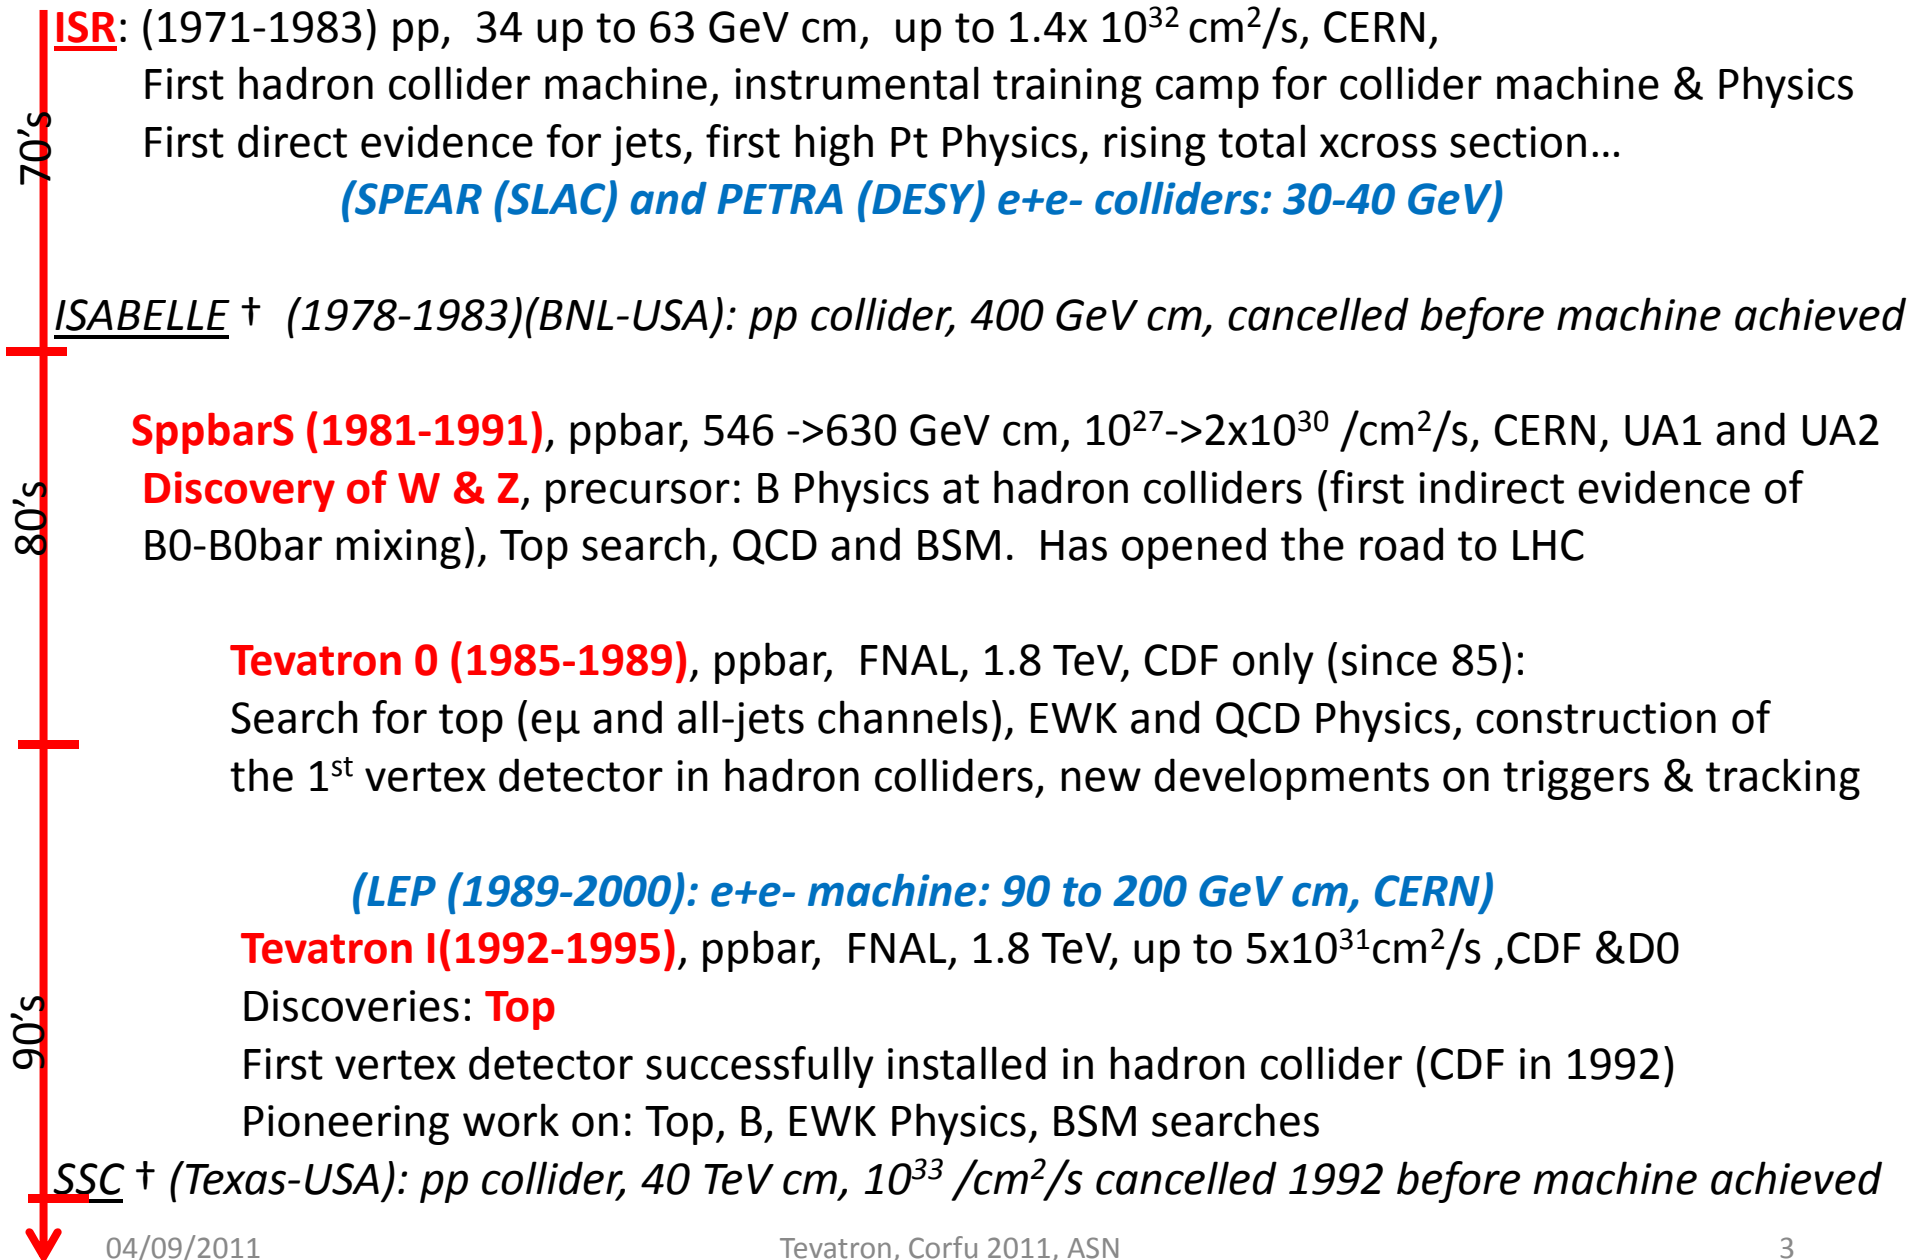 ISR: (1971-1983) pp, 34 up to 63 GeV cm, up to 1.4x 10³² cm²/s, CERN,
First hadron collider machine, instrumental training camp for collider machine & Physics
First direct evidence for jets, first high Pt Physics, rising total xcross section…
70’s
(SPEAR (SLAC) and PETRA (DESY) e+e- colliders: 30-40 GeV)
ISABELLE † (1978-1983)(BNL-USA): pp collider, 400 GeV cm, cancelled before machine achieved
SppbarS (1981-1991), ppbar, 546 ->630 GeV cm, 10²⁷->2x10³⁰ /cm²/s, CERN, UA1 and UA2
Discovery of W & Z, precursor: B Physics at hadron colliders (first indirect evidence of
80’s
B0-B0bar mixing), Top search, QCD and BSM. Has opened the road to LHC
Tevatron 0 (1985-1989), ppbar, FNAL, 1.8 TeV, CDF only (since 85):
Search for top (eµ and all-jets channels), EWK and QCD Physics, construction of
the 1ˢᵗ vertex detector in hadron colliders, new developments on triggers & tracking
(LEP (1989-2000): e+e- machine: 90 to 200 GeV cm, CERN)
Tevatron I(1992-1995), ppbar, FNAL, 1.8 TeV, up to 5x10³¹cm²/s ,CDF &D0
Discoveries: Top
90’s
First vertex detector successfully installed in hadron collider (CDF in 1992)
Pioneering work on: Top, B, EWK Physics, BSM searches
SSC † (Texas-USA): pp collider, 40 TeV cm, 10³³ /cm²/s cancelled 1992 before machine achieved
04/09/2011
Tevatron, Corfu 2011, ASN
3